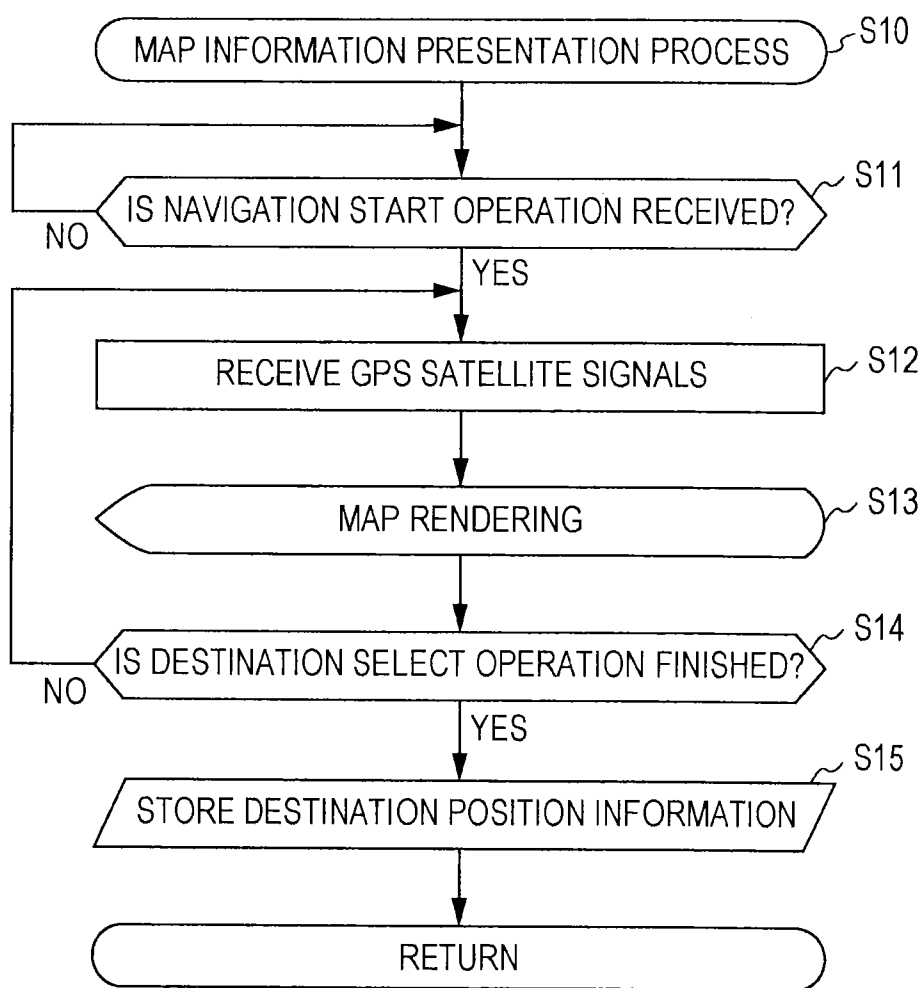 MAP INFORMATION PRESENTATION PROCESS
S10
S11
IS NAVIGATION START OPERATION RECEIVED?
NO
YES
RECEIVE GPS SATELLITE SIGNALS
S12
MAP RENDERING
S13
S14
IS DESTINATION SELECT OPERATION FINISHED?
NO
YES
S15
STORE DESTINATION POSITION INFORMATION
RETURN